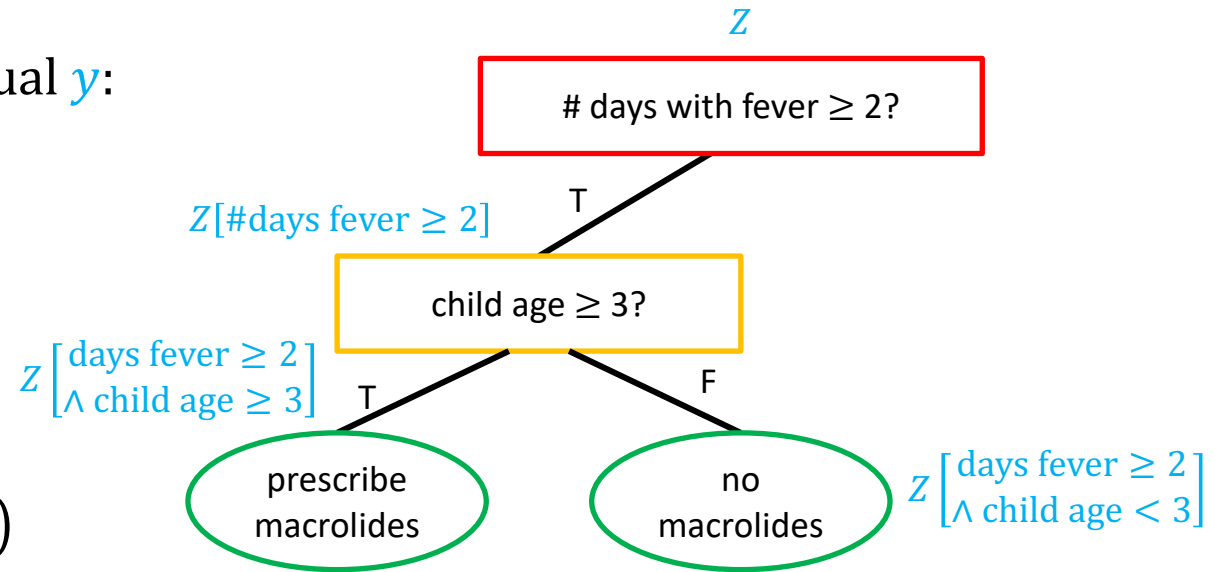 Z
ual y:
# days with fever ≥ 2?
T
Z[#days fever ≥ 2]
child age ≥ 3?
Z [days fever ≥ 2
∧ child age ≥ 3]
T
F
prescribe
macrolides
no
macrolides
Z [days fever ≥ 2
∧ child age < 3]
)